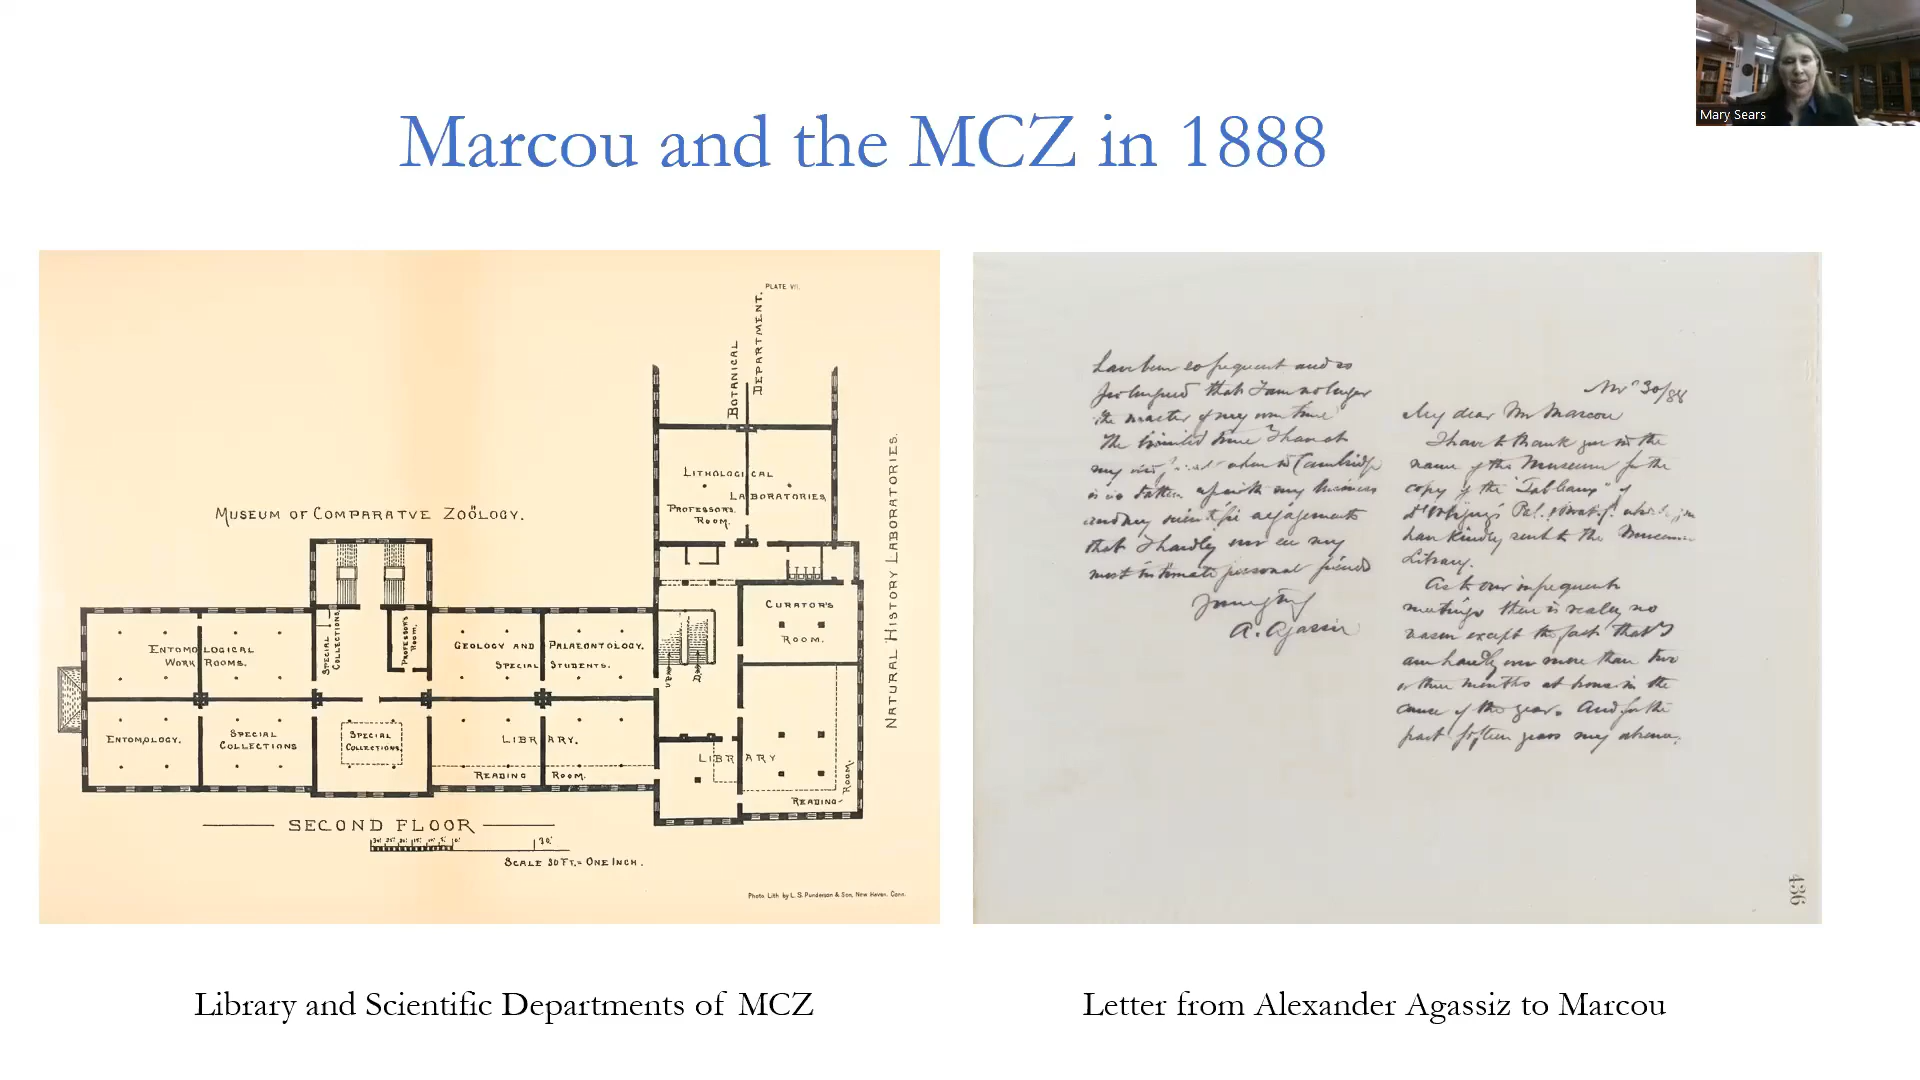 Mary Sears
Marcou and the MCZ in 1888
PLATE VII.
BOTANICAL
DEPARTMENT.
LITHOLOGICAL
LABORATORIES
PROFESSORS
ROOM.
MUSEUM OF COMPARATVE ZOÖLOGY.
NATURAL HISTORY LABORATORIES.
CURATOR'S
ROOM.
ENTOMOLOGICAL
WORK ROOMS.
SPECIAL
COLLECTIONS.
PROFESSOR'S
ROOM.
GEOLOGY AND PALAEONTOLOGY.
SPECIAL STUDENTS.
ENTOMOLOGY.
SPECIAL
COLLECTIONS
SPECIAL
COLLECTIONS.
LIBRARY.
READING ROOM.
LIBRARY
READING-
ROOM.
SECOND FLOOR
30'
SCALE 30 FT.= ONE INCH.
Photo. Lith by L. S. Punderson & Son, New Haven. Conn.
have been so frequent and so
prolonged that I am no longer
the master of my own time
The limited time I have at
my when in Cambridge
is so taken up with my business
and my scientific engagements
that I hardly ever see my
most intimate personal friends
A. Agassiz
Nov 30/88
My dear Mr Marcou
I have to thank you in the
name of the Museum for the
copy of the "Tableaux" of
D'Orbigny's
have kindly sent to the Museum
Library.
As to our infrequent
meetings there is really no
reason except the fact that I
am hardly ever more than two
or three months at home in the
course of the year. And for the
past fifteen years my absences
436
Library and Scientific Departments of MCZ
Letter from Alexander Agassiz to Marcou